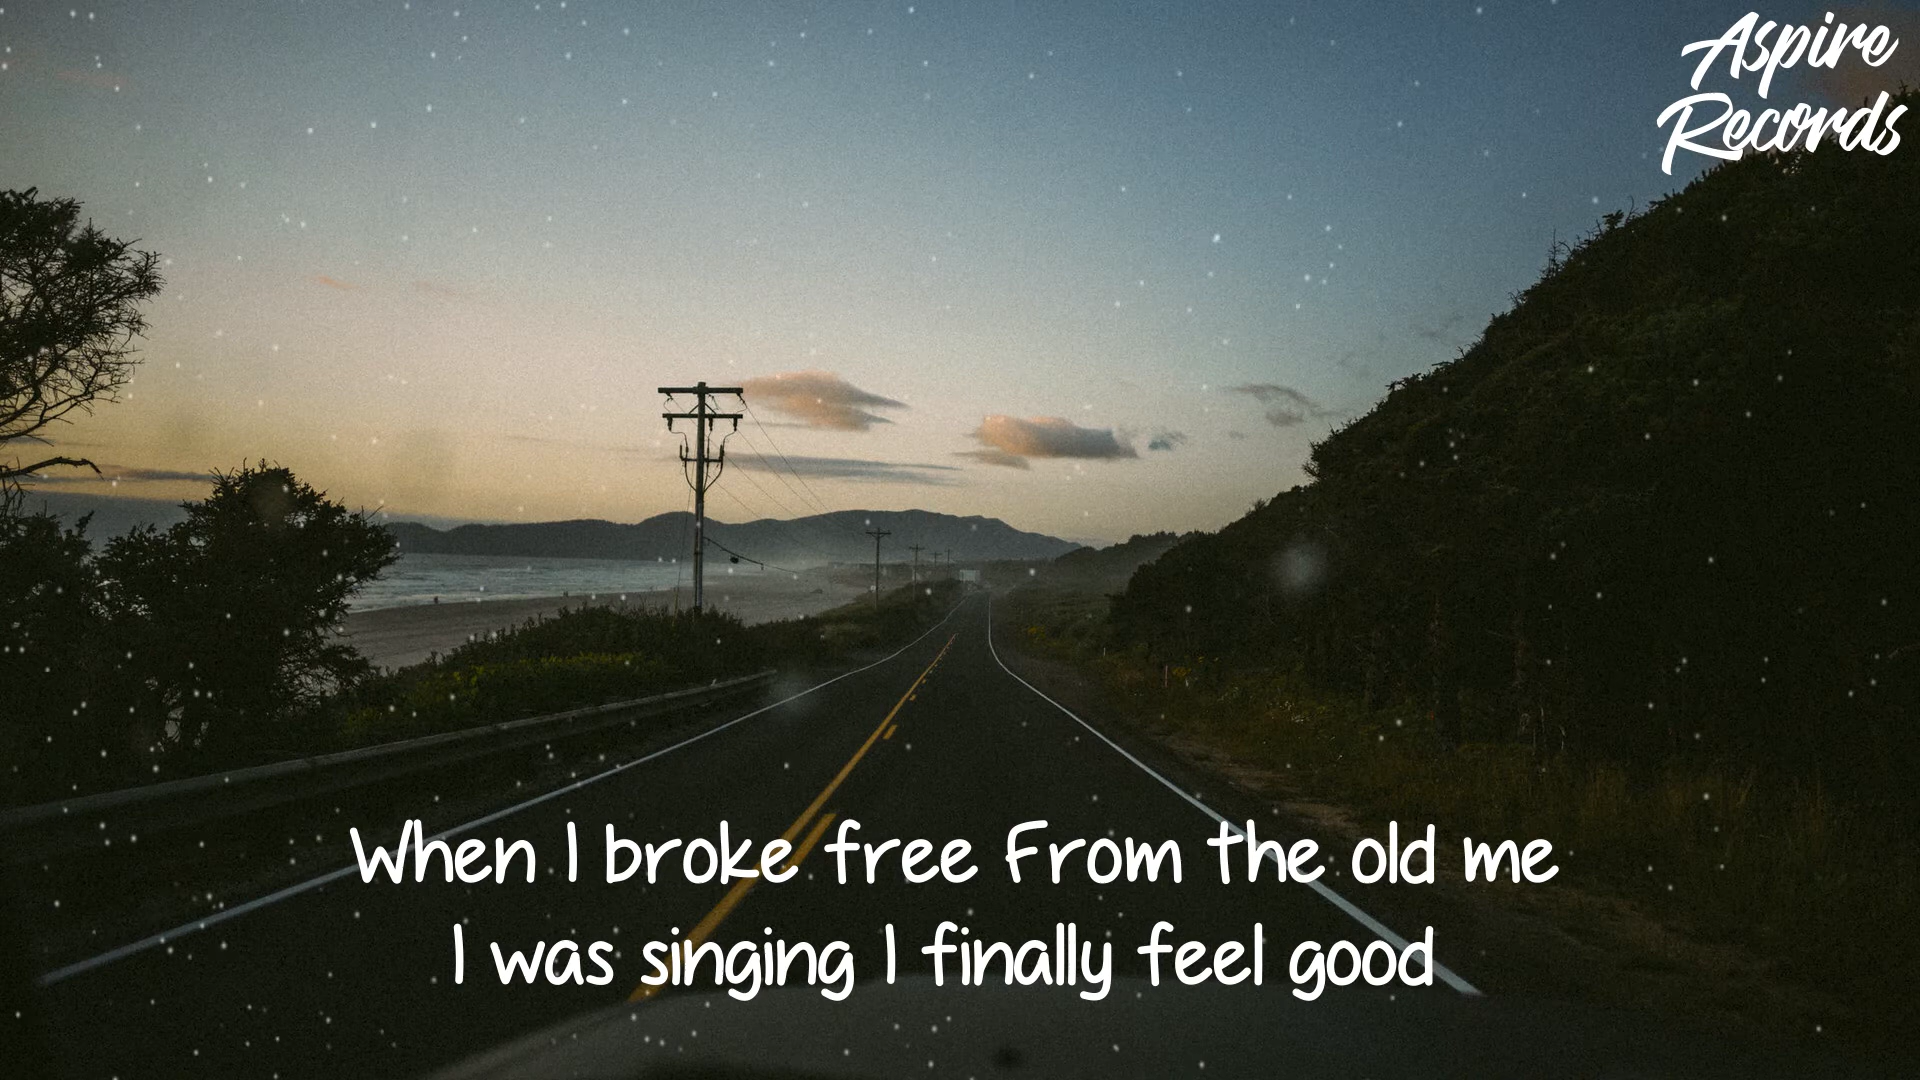 Aspire
Records
When I broke free From the old me
I was singing I finally feel good